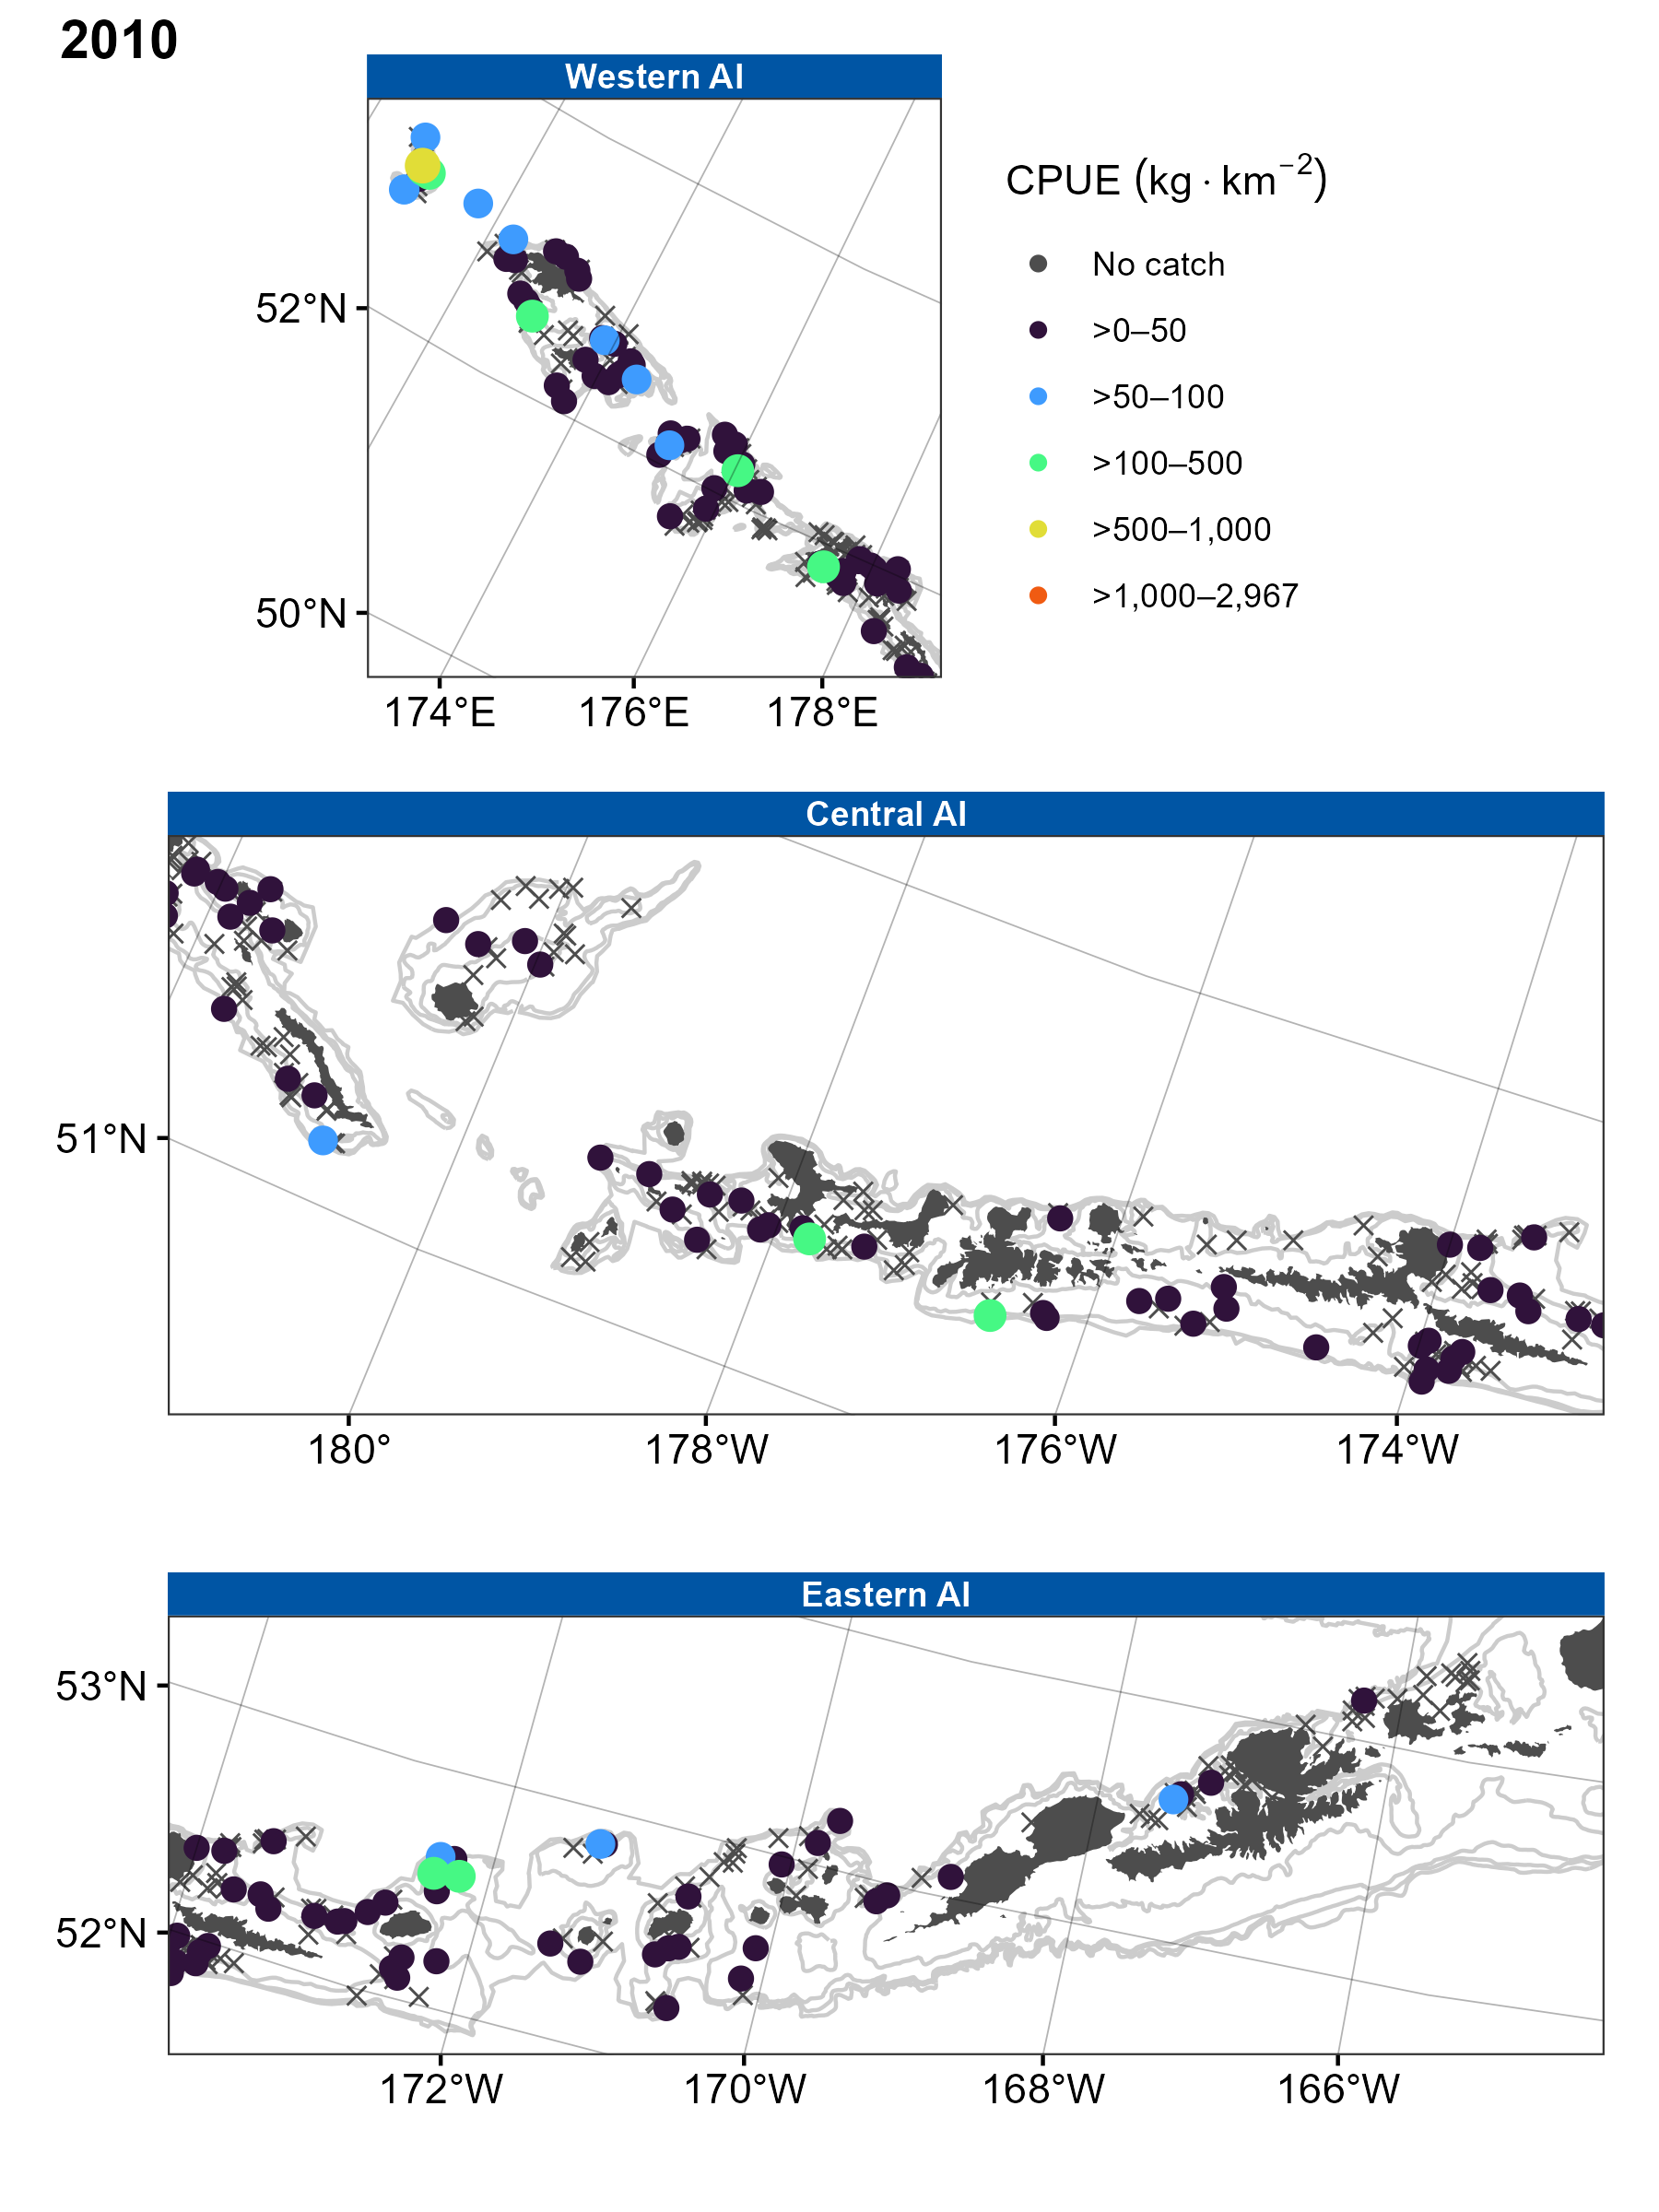 2010
Western AI
CPUE (kg · km⁻²)
No catch
>0–50
>50–100
>100–500
>500–1,000
>1,000–2,967
52°N
50°N
174°E 176°E 178°E
Central AI
51°N
180° 178°W 176°W 174°W
Eastern AI
53°N
52°N
172°W 170°W 168°W 166°W